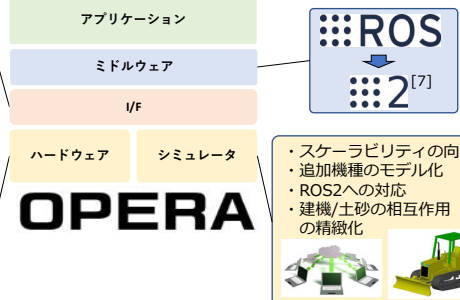 アプリケーション
ミドルウェア
I/F
ハードウェア
シミュレータ
OPERA
ROS
2[7]
・スケーラビリティの向
・追加機種のモデル化
・ROS2への対応
・建機/土砂の相互作用
の精緻化